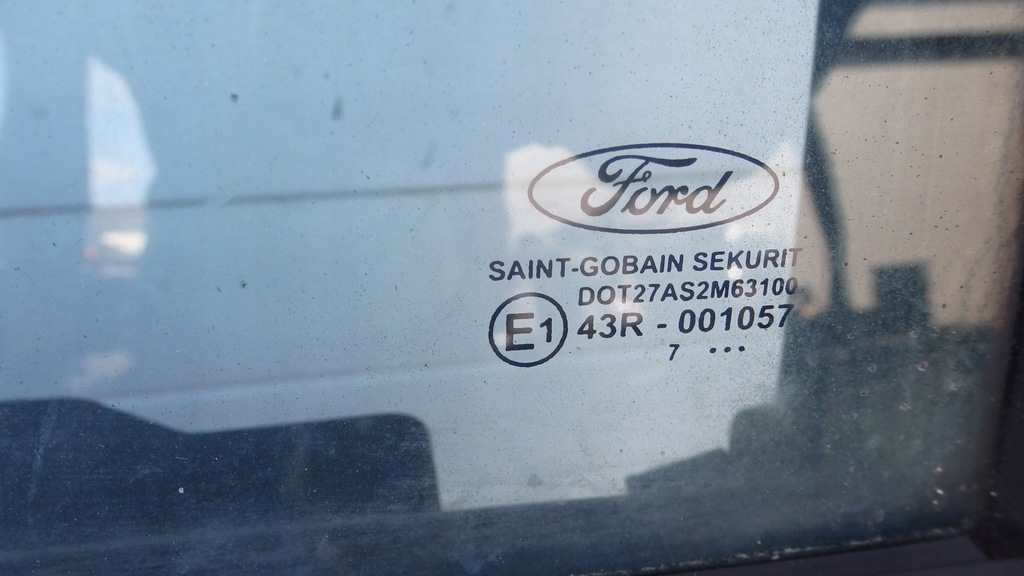 Ford
SAINT-GOBAIN SEKURIT
DOT27AS2M63100
E1 43R - 001057
7 •••